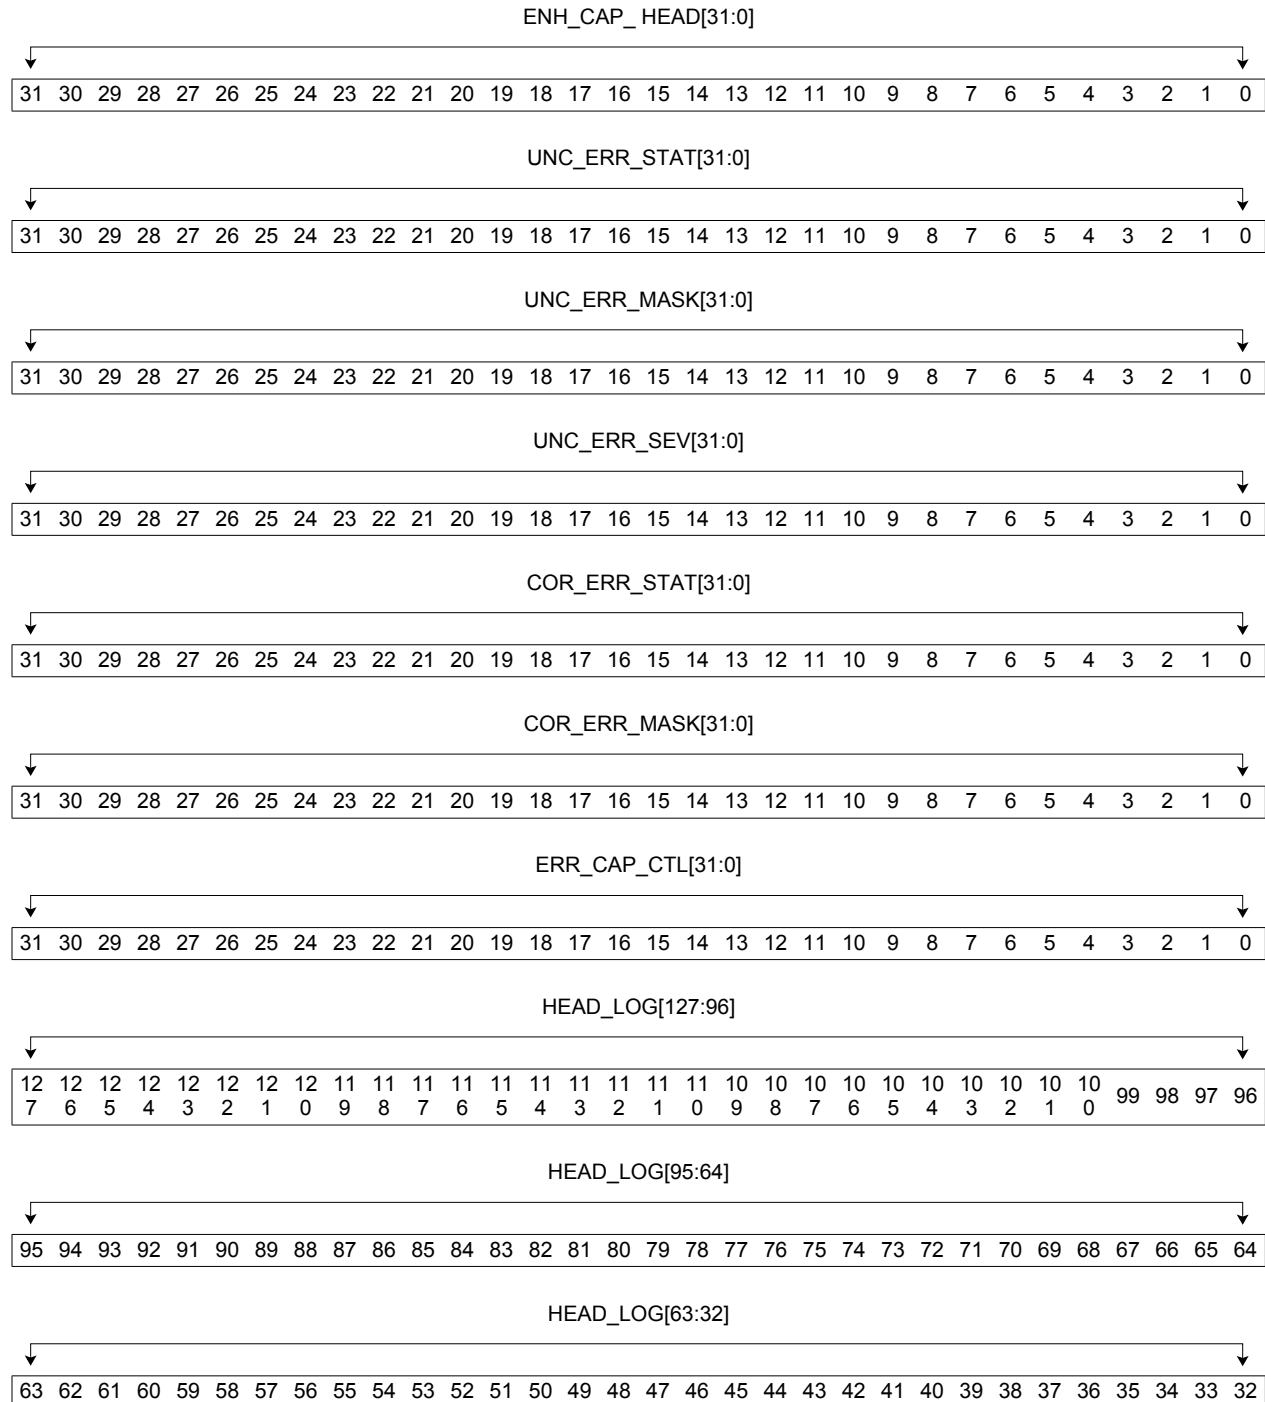 ENH_CAP_ HEAD[31:0]
31 30 29 28 27 26 25 24 23 22 21 20 19 18 17 16 15 14 13 12 11 10 9 8 7 6 5 4 3 2 1 0
UNC_ERR_STAT[31:0]
31 30 29 28 27 26 25 24 23 22 21 20 19 18 17 16 15 14 13 12 11 10 9 8 7 6 5 4 3 2 1 0
UNC_ERR_MASK[31:0]
31 30 29 28 27 26 25 24 23 22 21 20 19 18 17 16 15 14 13 12 11 10 9 8 7 6 5 4 3 2 1 0
UNC_ERR_SEV[31:0]
31 30 29 28 27 26 25 24 23 22 21 20 19 18 17 16 15 14 13 12 11 10 9 8 7 6 5 4 3 2 1 0
COR_ERR_STAT[31:0]
31 30 29 28 27 26 25 24 23 22 21 20 19 18 17 16 15 14 13 12 11 10 9 8 7 6 5 4 3 2 1 0
COR_ERR_MASK[31:0]
31 30 29 28 27 26 25 24 23 22 21 20 19 18 17 16 15 14 13 12 11 10 9 8 7 6 5 4 3 2 1 0
ERR_CAP_CTL[31:0]
31 30 29 28 27 26 25 24 23 22 21 20 19 18 17 16 15 14 13 12 11 10 9 8 7 6 5 4 3 2 1 0
HEAD_LOG[127:96]
12 12 12 12 12 12 12 12 11 11 11 11 11 11 11 11 11 11 10 10 10 10 10 10 10 10 10 10 99 98 97 96
7 6 5 4 3 2 1 0 9 8 7 6 5 4 3 2 1 0 9 8 7 6 5 4 3 2 1 0
HEAD_LOG[95:64]
95 94 93 92 91 90 89 88 87 86 85 84 83 82 81 80 79 78 77 76 75 74 73 72 71 70 69 68 67 66 65 64
HEAD_LOG[63:32]
63 62 61 60 59 58 57 56 55 54 53 52 51 50 49 48 47 46 45 44 43 42 41 40 39 38 37 36 35 34 33 32